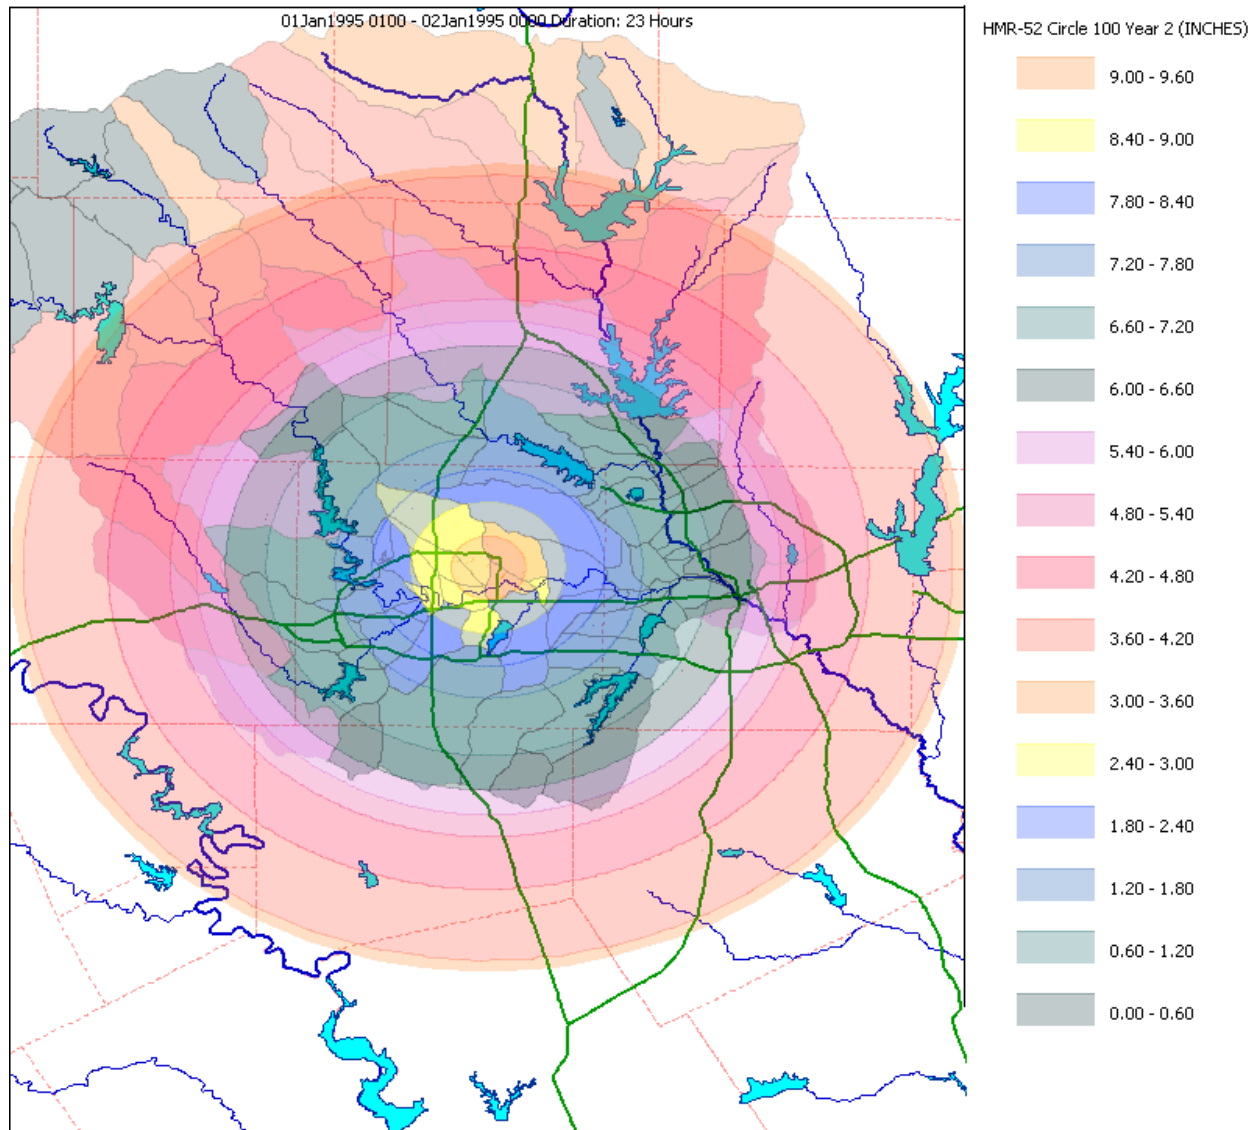 01Jan1995 0100 - 02Jan1995 0000 Duration: 23 Hours
HMR-52 Circle 100 Year 2 (INCHES)
9.00 - 9.60
8.40 - 9.00
7.80 - 8.40
7.20 - 7.80
6.60 - 7.20
6.00 - 6.60
5.40 - 6.00
4.80 - 5.40
4.20 - 4.80
3.60 - 4.20
3.00 - 3.60
2.40 - 3.00
1.80 - 2.40
1.20 - 1.80
0.60 - 1.20
0.00 - 0.60